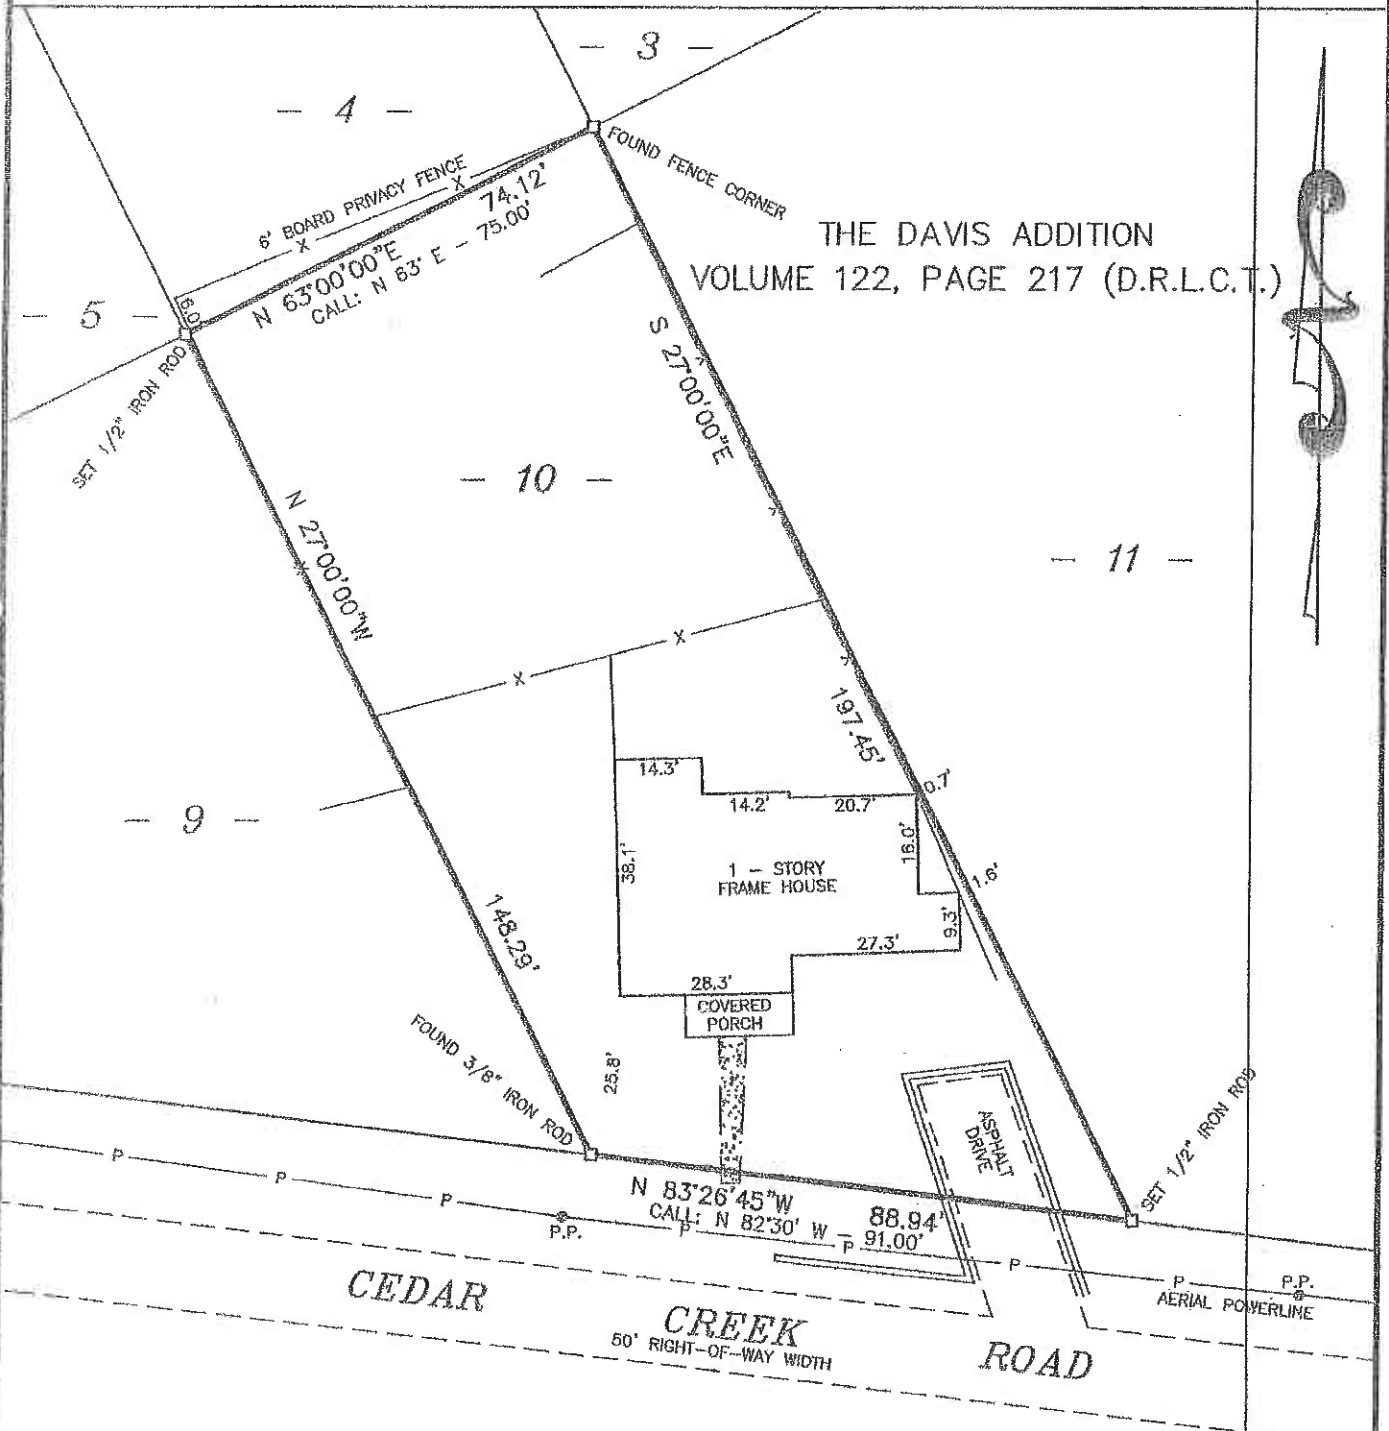 - 3 -
- 4 -
FOUND FENCE CORNER
6' BOARD PRIVACY FENCE
X
X
74.12'
N 63°00'00"E
CALL: N 63° E - 75.00'
THE DAVIS ADDITION
VOLUME 122, PAGE 217 (D.R.L.C.T.)
- 5 -
6.0'
SET 1/2" IRON ROD
S 27°00'00"E
- 10 -
N 27°00'00"W
- 11 -
X
X
197.45'
14.3'
14.2'
20.7'
0.7'
- 9 -
38.1'
16.0'
1 - STORY
FRAME HOUSE
1.6'
148.29'
9.3'
27.3'
28.3'
COVERED
PORCH
FOUND 3/8" IRON ROD
25.8'
ASPHALT
DRIVE
SET 1/2" IRON ROD
N 83°26'45"W
88.94'
CALL: N 82°30' W - 91.00'
P
P
P
P.P.
P
P
P
P
P.P.
AERIAL POWERLINE
CEDAR CREEK ROAD
50' RIGHT-OF-WAY WIDTH